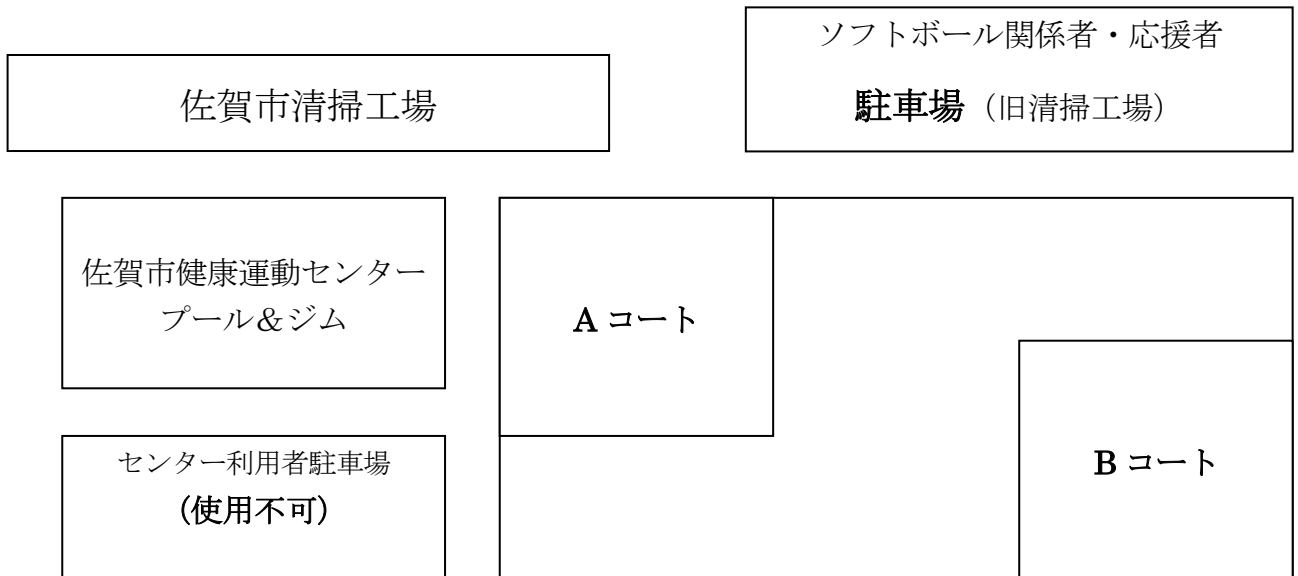 ソフトボール関係者・応援者
駐車場（旧清掃工場）
佐賀市清掃工場
佐賀市健康運動センター
プール＆ジム
A コート
B コート
センター利用者駐車場
（使用不可）